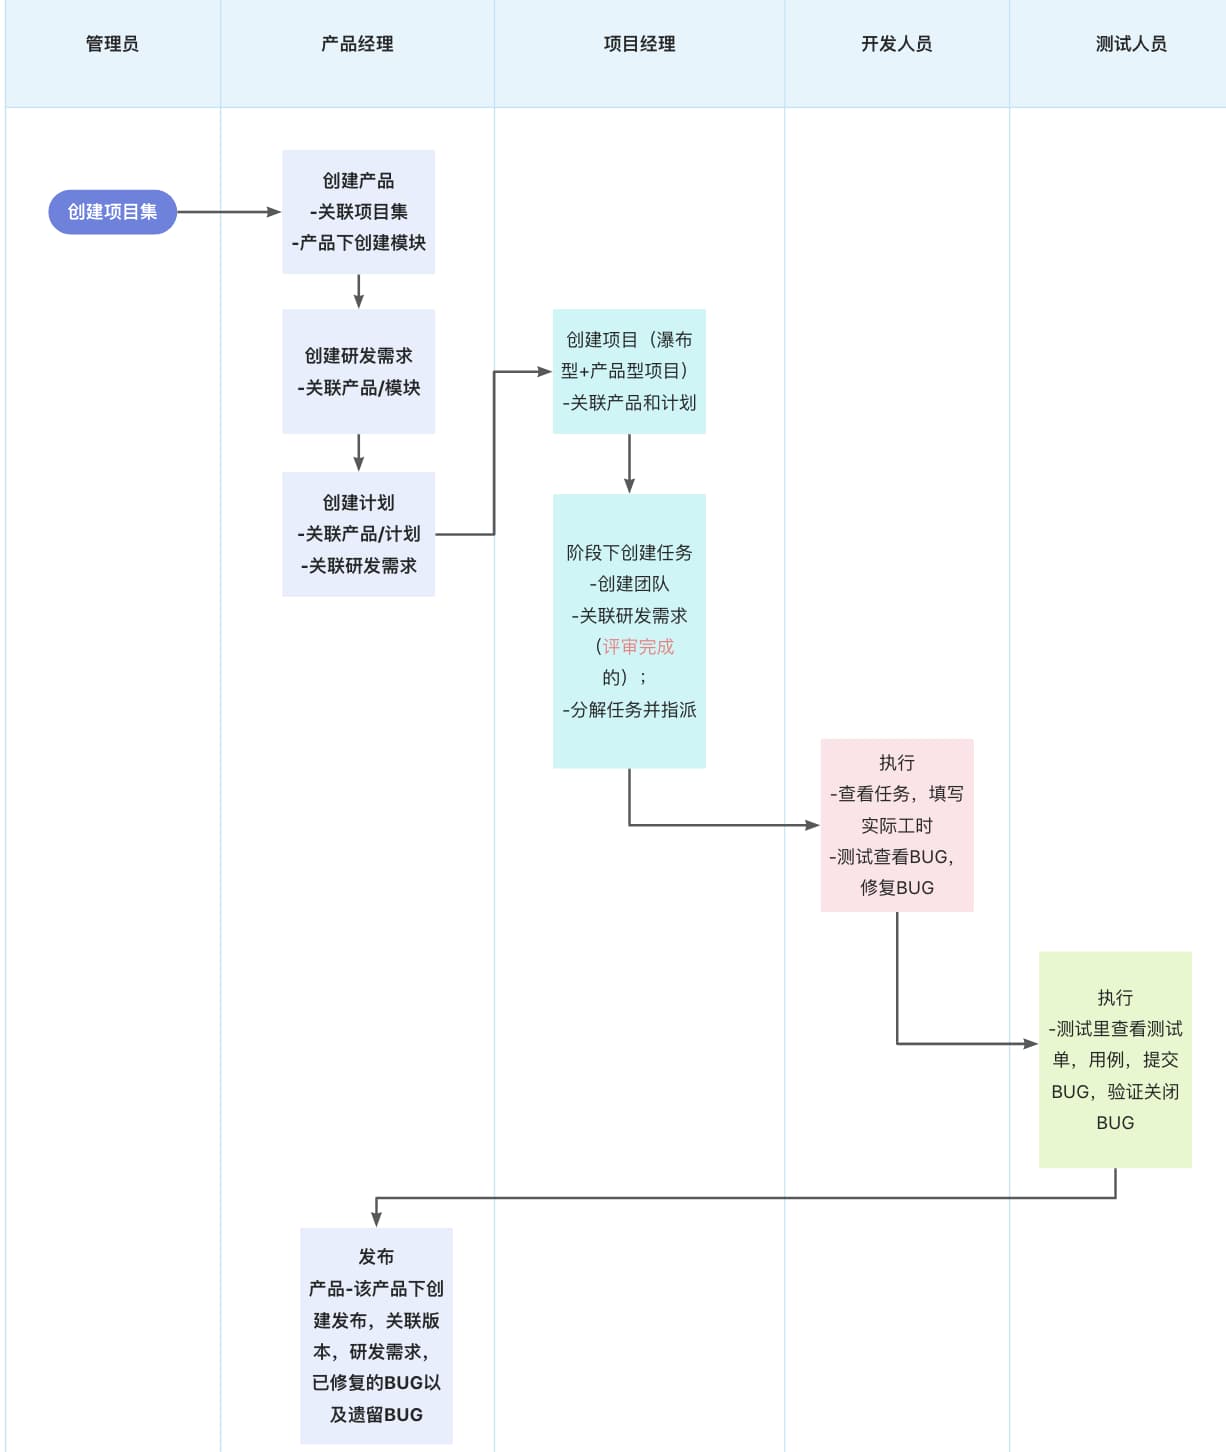 管理员
产品经理
项目经理
开发人员
测试人员
创建项目集
创建产品
-关联项目集
-产品下创建模块
创建研发需求
-关联产品/模块
创建计划
-关联产品/计划
-关联研发需求
创建项目（瀑布
型+产品型项目）
-关联产品和计划
阶段下创建任务
-创建团队
-关联研发需求
（评审完成
的）；
-分解任务并指派
执行
-查看任务，填写
实际工时
-测试查看BUG，
修复BUG
执行
-测试里查看测试
单，用例，提交
BUG，验证关闭
BUG
发布
产品-该产品下创
建发布，关联版
本，研发需求，
已修复的BUG以
及遗留BUG